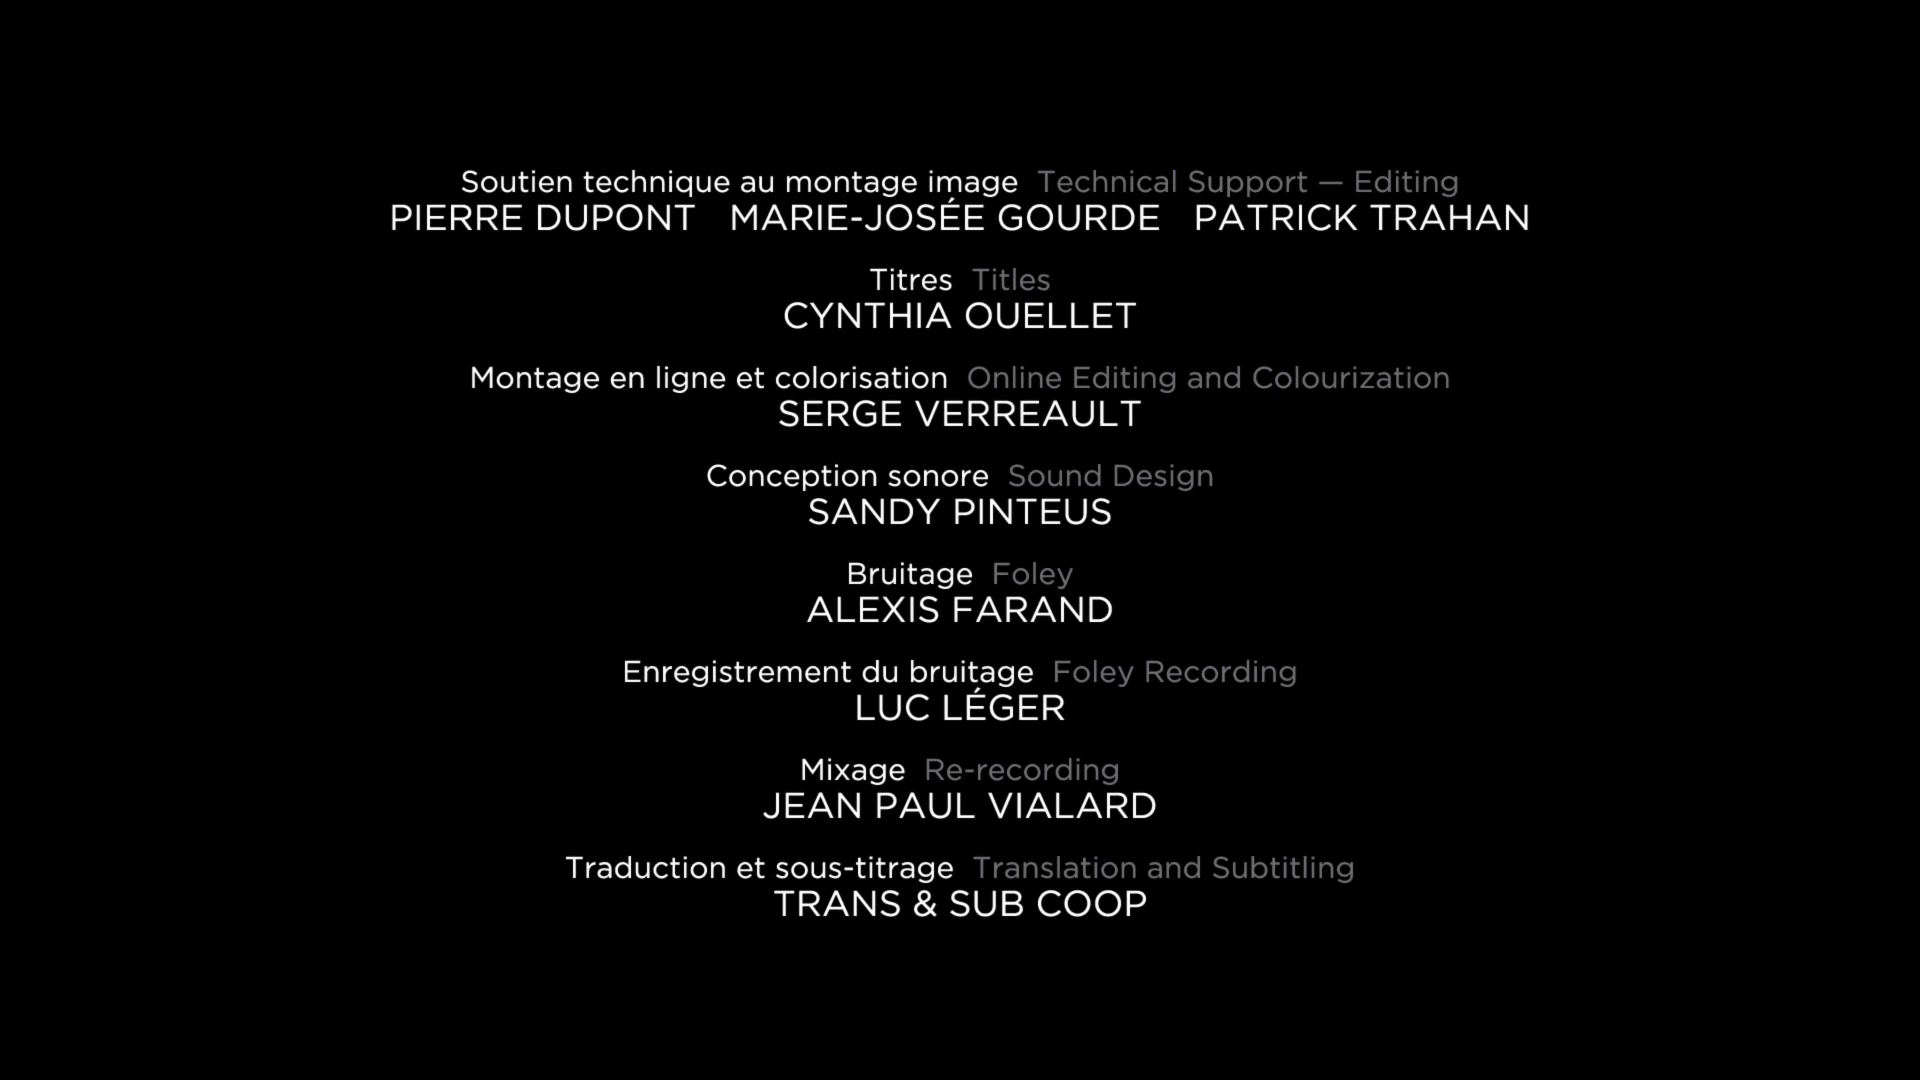 Soutien technique au montage image Technical Support — Editing
PIERRE DUPONT MARIE-JOSÉE GOURDE PATRICK TRAHAN
Titres Titles
CYNTHIA OUELLET
Montage en ligne et colorisation Online Editing and Colourization
SERGE VERREAULT
Conception sonore Sound Design
SANDY PINTEUS
Bruitage Foley
ALEXIS FARAND
Enregistrement du bruitage Foley Recording
LUC LÉGER
Mixage Re-recording
JEAN PAUL VIALARD
Traduction et sous-titrage Translation and Subtitling
TRANS & SUB COOP